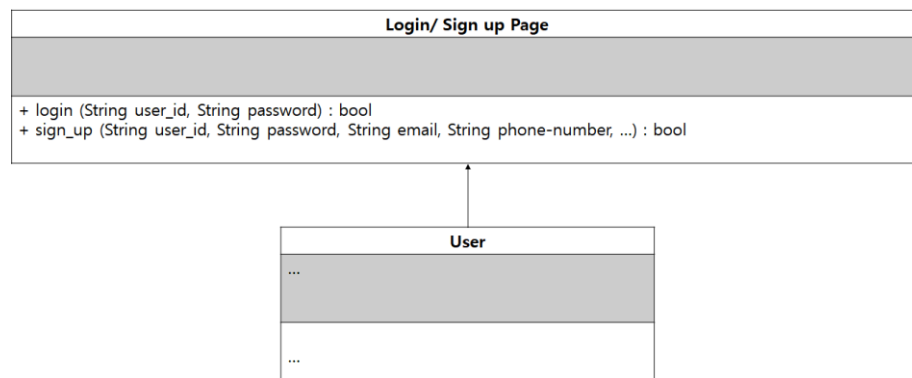 Login/ Sign up Page
+ login (String user_id, String password) : bool
+ sign_up (String user_id, String password, String email, String phone-number, ...) : bool
User
...
...